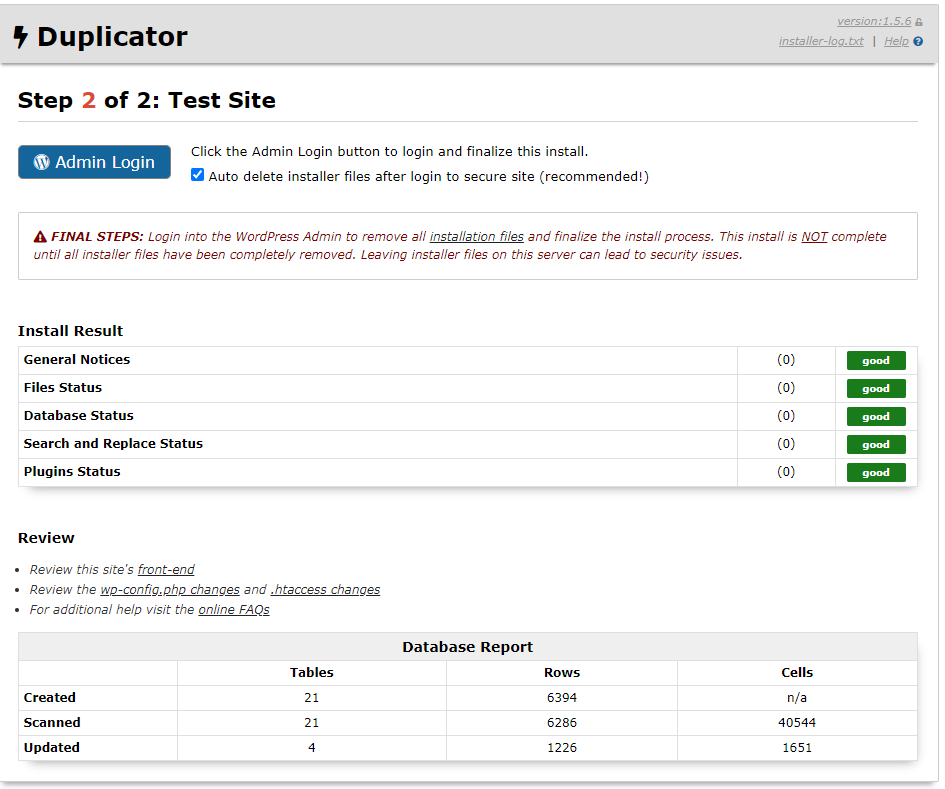 Duplicator
version:1.5.6
installer-log.txt | Help
Step 2 of 2: Test Site
Admin Login
Click the Admin Login button to login and finalize this install.
Auto delete installer files after login to secure site (recommended!)
FINAL STEPS: Login into the WordPress Admin to remove all installation files and finalize the install process. This install is NOT complete
until all installer files have been completely removed. Leaving installer files on this server can lead to security issues.
Install Result
General Notices (0) good
Files Status (0) good
Database Status (0) good
Search and Replace Status (0) good
Plugins Status (0) good
Review
• Review this site's front-end
• Review the wp-config.php changes and .htaccess changes
• For additional help visit the online FAQs
Database Report
Tables Rows Cells
Created 21 6394 n/a
Scanned 21 6286 40544
Updated 4 1226 1651